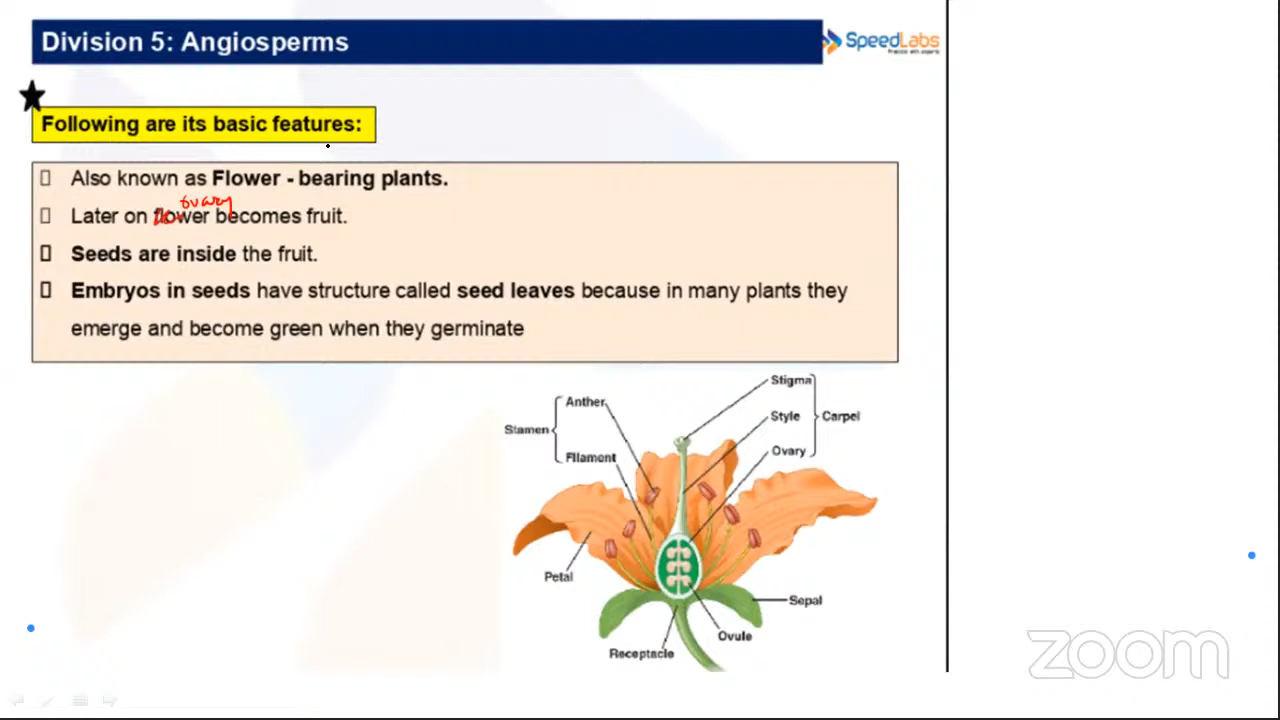 Division 5: Angiosperms
SpeedLabs
Following are its basic features:
Also known as Flower - bearing plants.
ovary
Later on flower becomes fruit.
Seeds are inside the fruit.
Embryos in seeds have structure called seed leaves because in many plants they
emerge and become green when they germinate
Stigma
Anther
Style
Carpel
Stamen
Ovary
Filament
Petal
Sepal
Ovule
Receptacle
zoom